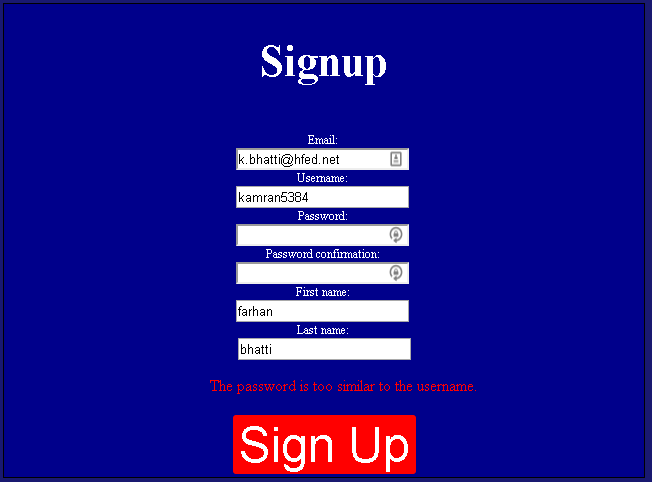 Signup
Email:
k.bhatti@hfed.net
Username:
kamran5384
Password:
Password confirmation:
First name:
farhan
Last name:
bhatti
The password is too similar to the username.
Sign Up